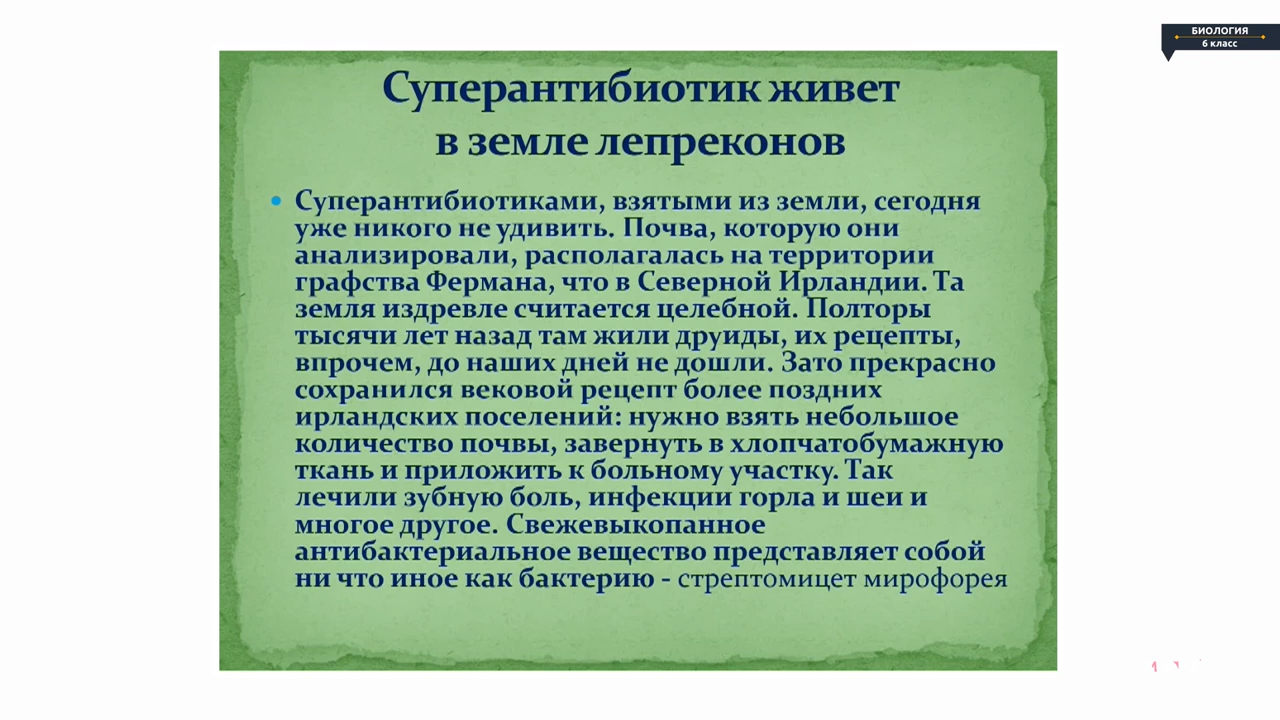 БИОЛОГИЯ
6 класс
Суперантибиотик живет
в земле лепреконов
• Суперантибиотиками, взятыми из земли, сегодня
уже никого не удивить. Почва, которую они
анализировали, располагалась на территории
графства Фермана, что в Северной Ирландии. Та
земля издревле считается целебной. Полторы
тысячи лет назад там жили друиды, их рецепты,
впрочем, до наших дней не дошли. Зато прекрасно
сохранился вековой рецепт более поздних
ирландских поселений: нужно взять небольшое
количество почвы, завернуть в хлопчатобумажную
ткань и приложить к больному участку. Так
лечили зубную боль, инфекции горла и шеи и
многое другое. Свежевыкопанное
антибактериальное вещество представляет собой
ни что иное как бактерию - стрептомицет мирофорея